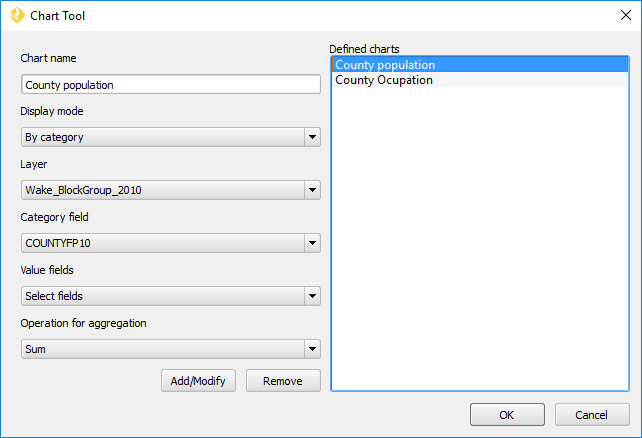 Chart Tool
Chart name
County population
Display mode
By category
Layer
Wake_BlockGroup_2010
Category field
COUNTYFP10
Value fields
Select fields
Operation for aggregation
Sum
Add/Modify
Remove
Defined charts
County population
County Ocupation
OK
Cancel